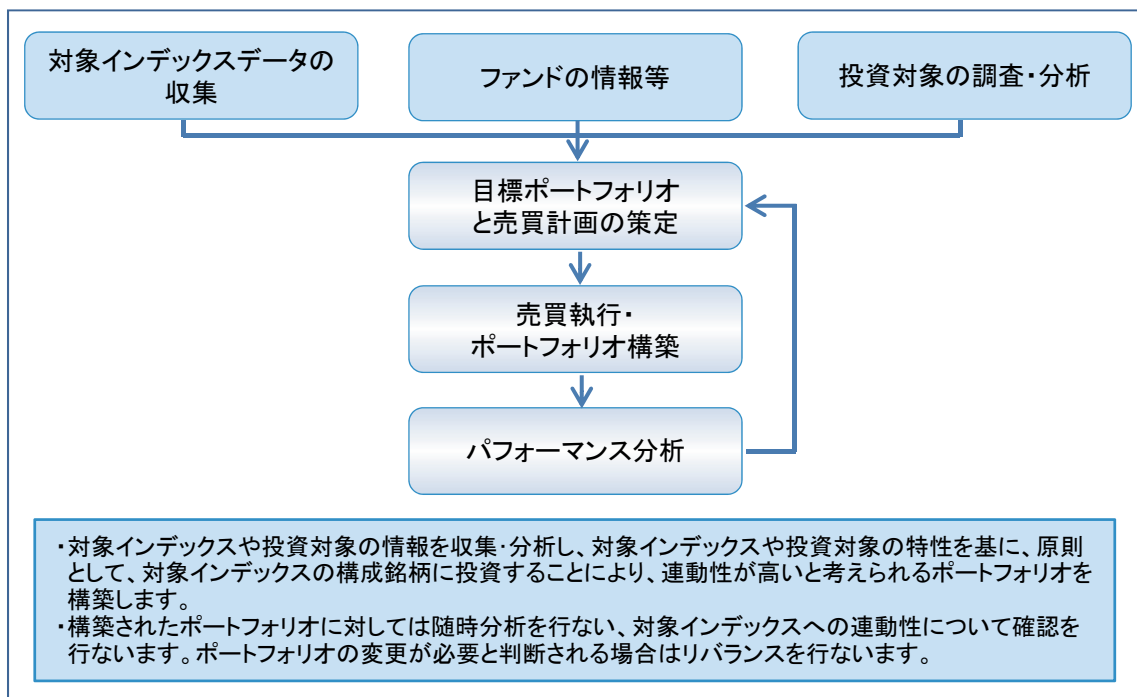 対象インデックスデータの
収集
ファンドの情報等
投資対象の調査・分析
目標ポートフォリオ
と売買計画の策定
売買執行・
ポートフォリオ構築
パフォーマンス分析
・対象インデックスや投資対象の情報を収集・分析し、対象インデックスや投資対象の特性を基に、原則
として、対象インデックスの構成銘柄に投資することにより、連動性が高いと考えられるポートフォリオを
構築します。
・構築されたポートフォリオに対しては随時分析を行ない、対象インデックスへの連動性について確認を
行ないます。ポートフォリオの変更が必要と判断される場合はリバランスを行ないます。